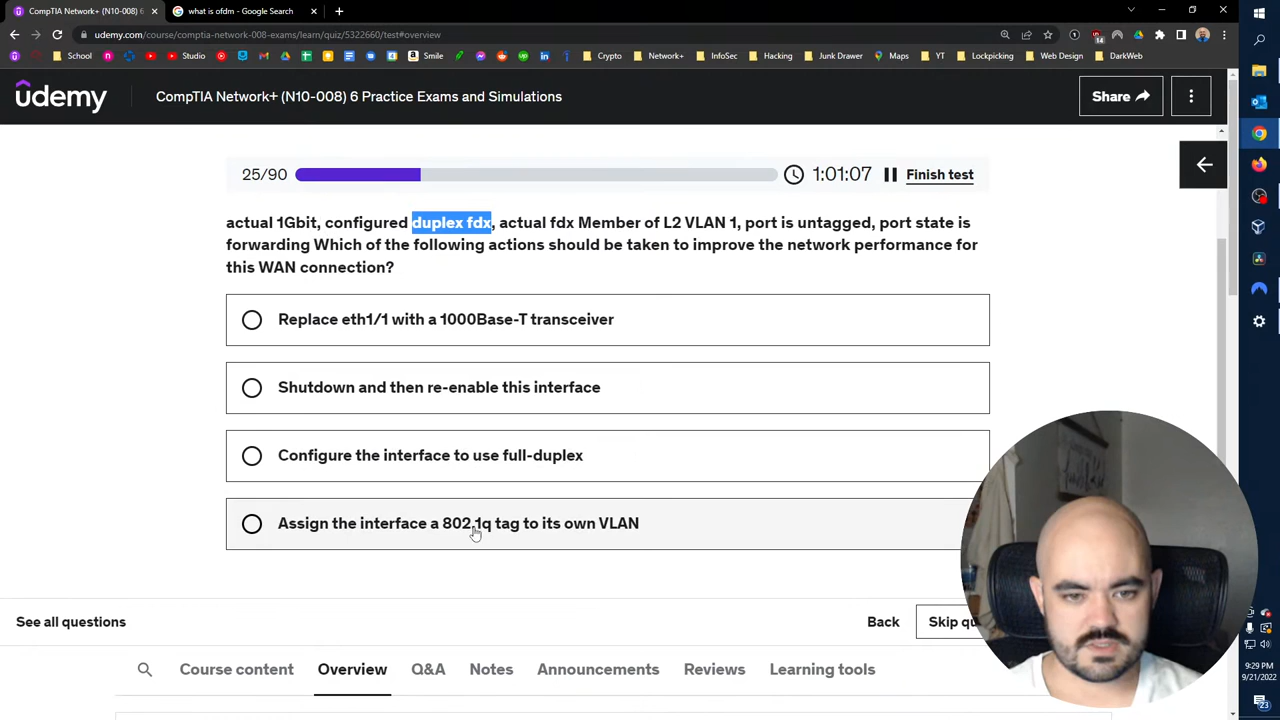 CompTIA Network+ (N10-008) 6 P
what is ofdm - Google Search
udemy.com/course/comptia-network-008-exams/learn/quiz/5322660/test#overview
School
Studio
Smile
Crypto
Network+
InfoSec
Hacking
Junk Drawer
Maps
YT
Lockpicking
Web Design
DarkWeb
udemy
CompTIA Network+ (N10-008) 6 Practice Exams and Simulations
Share
25/90
1:01:07
Finish test
actual 1Gbit, configured duplex fdx, actual fdx Member of L2 VLAN 1, port is untagged, port state is
forwarding Which of the following actions should be taken to improve the network performance for
this WAN connection?
Replace eth1/1 with a 1000Base-T transceiver
Shutdown and then re-enable this interface
Configure the interface to use full-duplex
Assign the interface a 802.1q tag to its own VLAN
See all questions
Back
Skip qu
Course content
Overview
Q&A
Notes
Announcements
Reviews
Learning tools
9:29 PM
9/21/2022
23